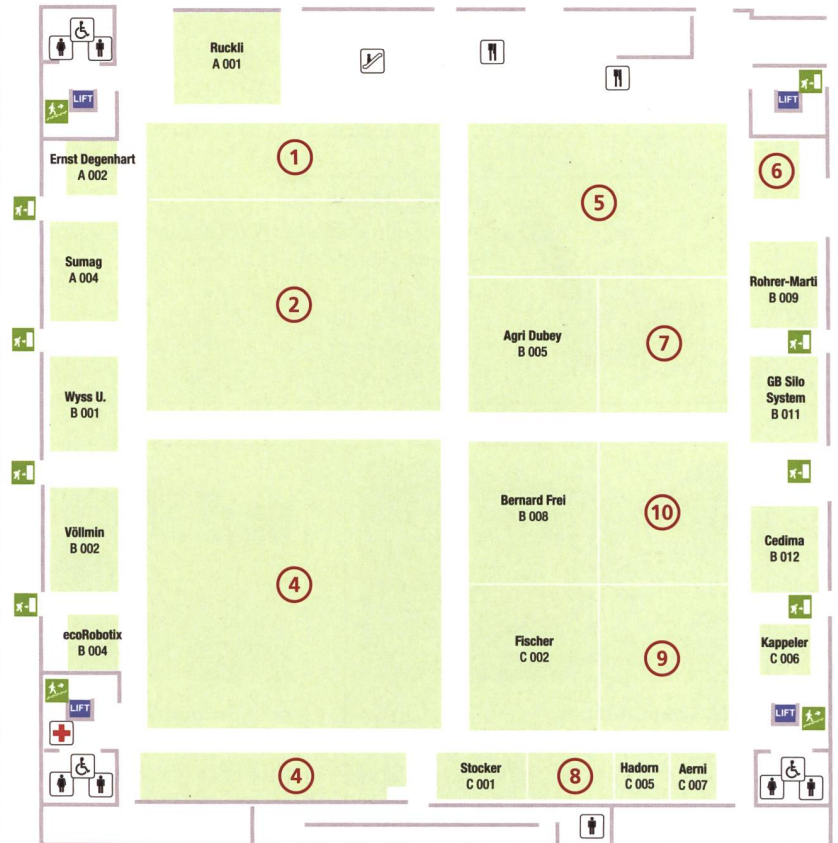 Ruckli
A 001
LIFT
LIFT
1
Ernst Degenhart
A 002
5
6
Sumag
A 004
2
Rohrer-Marti
B 009
Agri Dubey
B 005
7
Wyss U.
B 001
GB Silo
System
B 011
Bernard Frei
B 008
10
Völlmin
B 002
Cedima
B 012
4
ecoRobotix
B 004
Fischer
C 002
9
Kappeler
C 006
LIFT
LIFT
4
Stocker
C 001
8
Hadorn
C 005
Aerni
C 007